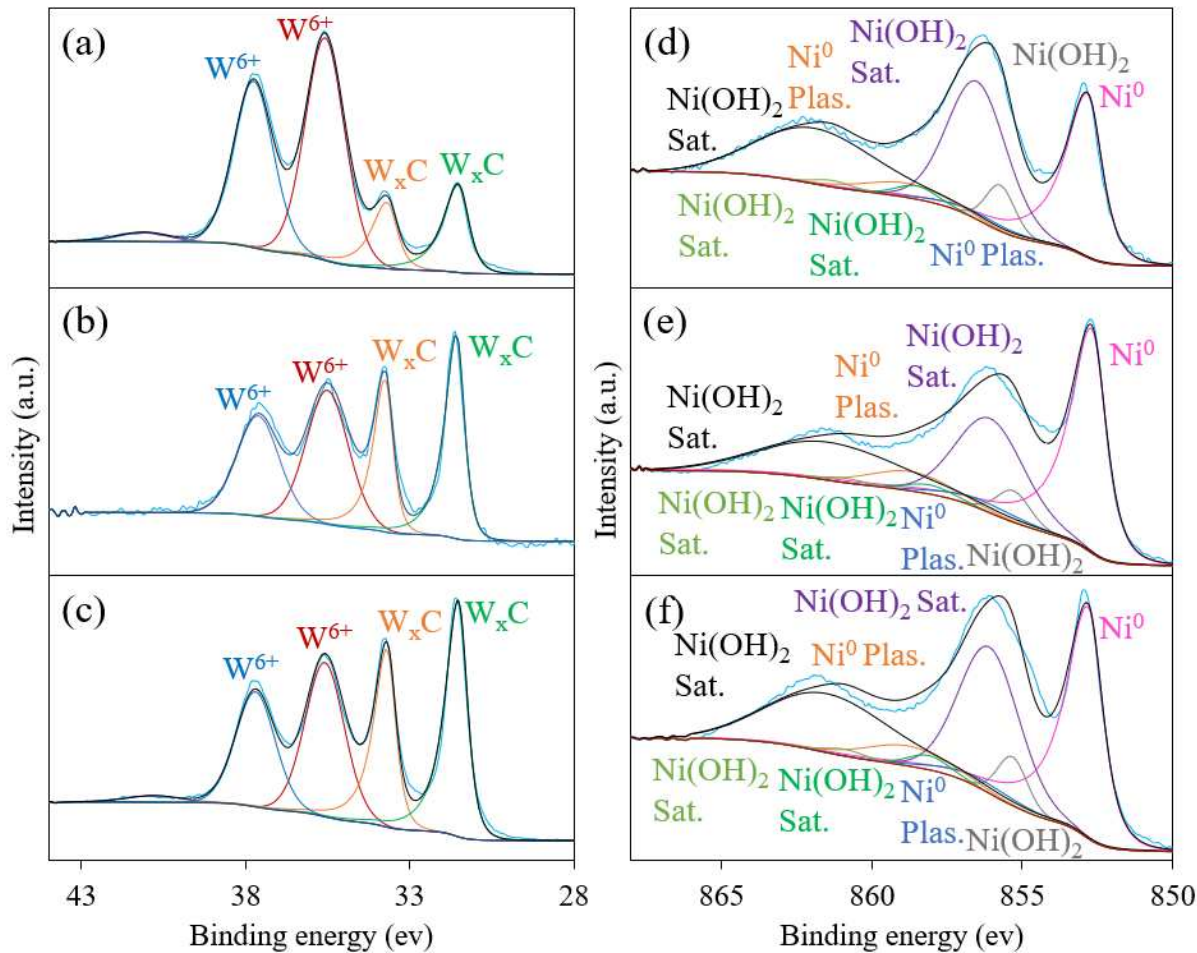 (a)
W⁶⁺
W⁶⁺
WₓC
WₓC
(b)
W⁶⁺
W⁶⁺
WₓC
WₓC
(c)
W⁶⁺
W⁶⁺
WₓC
WₓC
Intensity (a.u.)
43
38
33
28
Binding energy (ev)
(d)
Ni(OH)₂
Sat.
Ni⁰
Plas.
Ni(OH)₂
Sat.
Ni(OH)₂
Ni⁰
Ni(OH)₂
Sat.
Ni(OH)₂
Sat.
Ni⁰ Plas.
(e)
Ni(OH)₂
Sat.
Ni⁰
Plas.
Ni(OH)₂
Sat.
Ni⁰
Ni(OH)₂
Sat.
Ni(OH)₂
Sat.
Ni⁰
Plas.
Ni(OH)₂
(f)
Ni(OH)₂
Sat.
Ni⁰ Plas.
Ni(OH)₂ Sat.
Ni⁰
Ni(OH)₂
Sat.
Ni(OH)₂
Sat.
Ni⁰
Plas.
Ni(OH)₂
Intensity (a.u.)
865
860
855
850
Binding energy (ev)